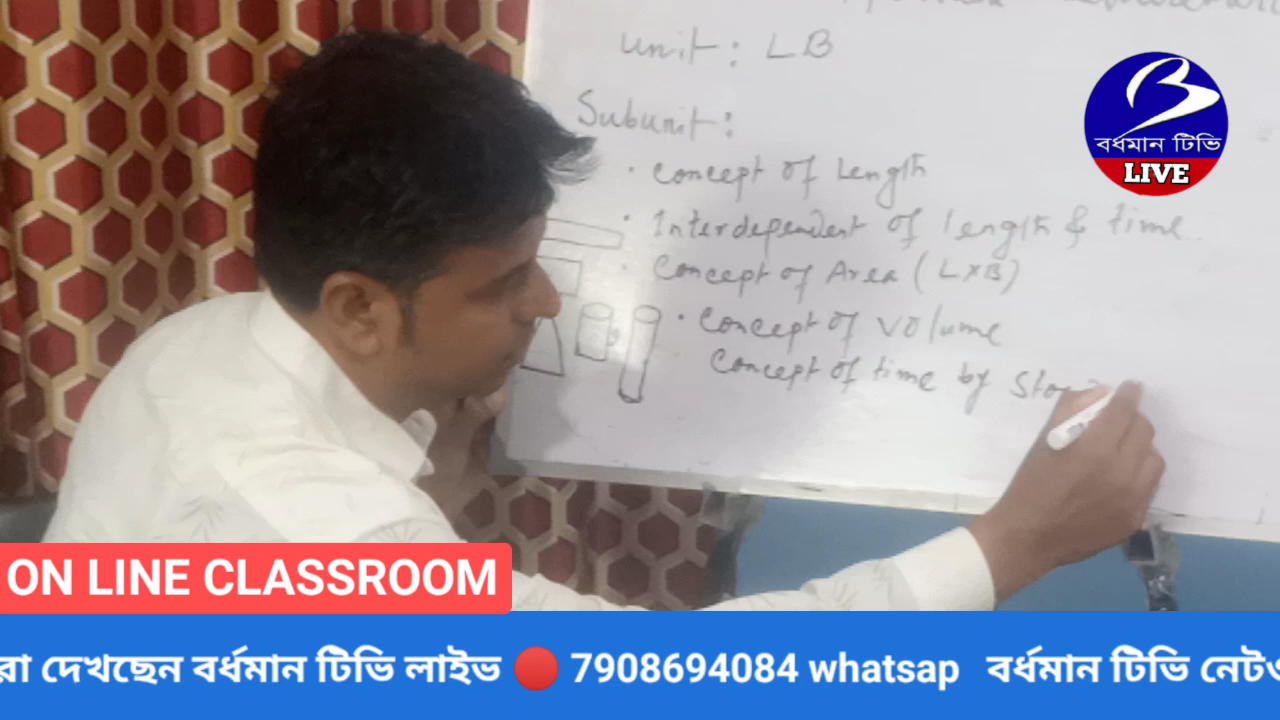 unit: LB
Subunit:
• Concept of Length
• Interdependent of length & time.
• Concept of Area (LXB)
• Concept of volume
Concept of time by
বর্ধমান টিভি
LIVE
ON LINE CLASSROOM
রা দেখছেন বর্ধমান টিভি লাইভ 🔴 7908694084 whatsap বর্ধমান টিভি